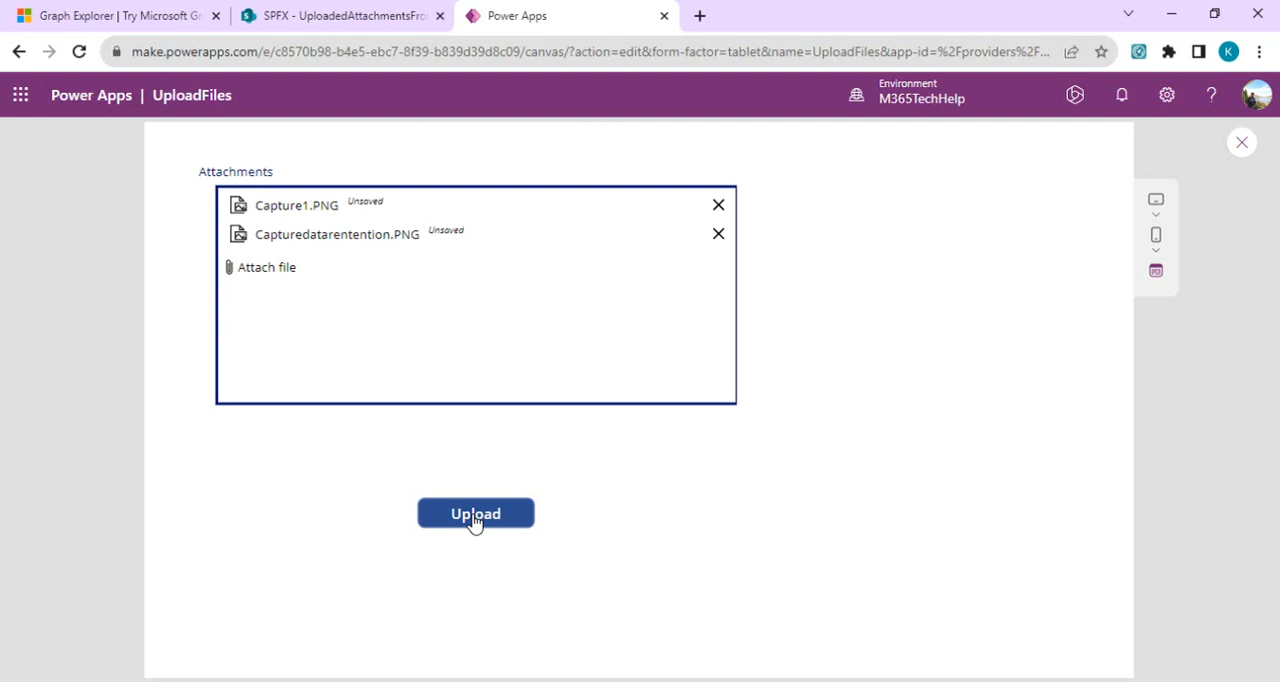 Graph Explorer | Try Microsoft Gr
SPFX - UploadedAttachmentsFro
Power Apps
make.powerapps.com/e/c8570b98-b4e5-ebc7-8f39-b839d39d8c09/canvas/?action=edit&form-factor=tablet&name=UploadFiles&app-id=%2Fproviders%2F...
K
Power Apps | UploadFiles
Environment
M365TechHelp
?
Attachments
Capture1.PNG Unsaved
Capturedatarentention.PNG Unsaved
Attach file
Upload